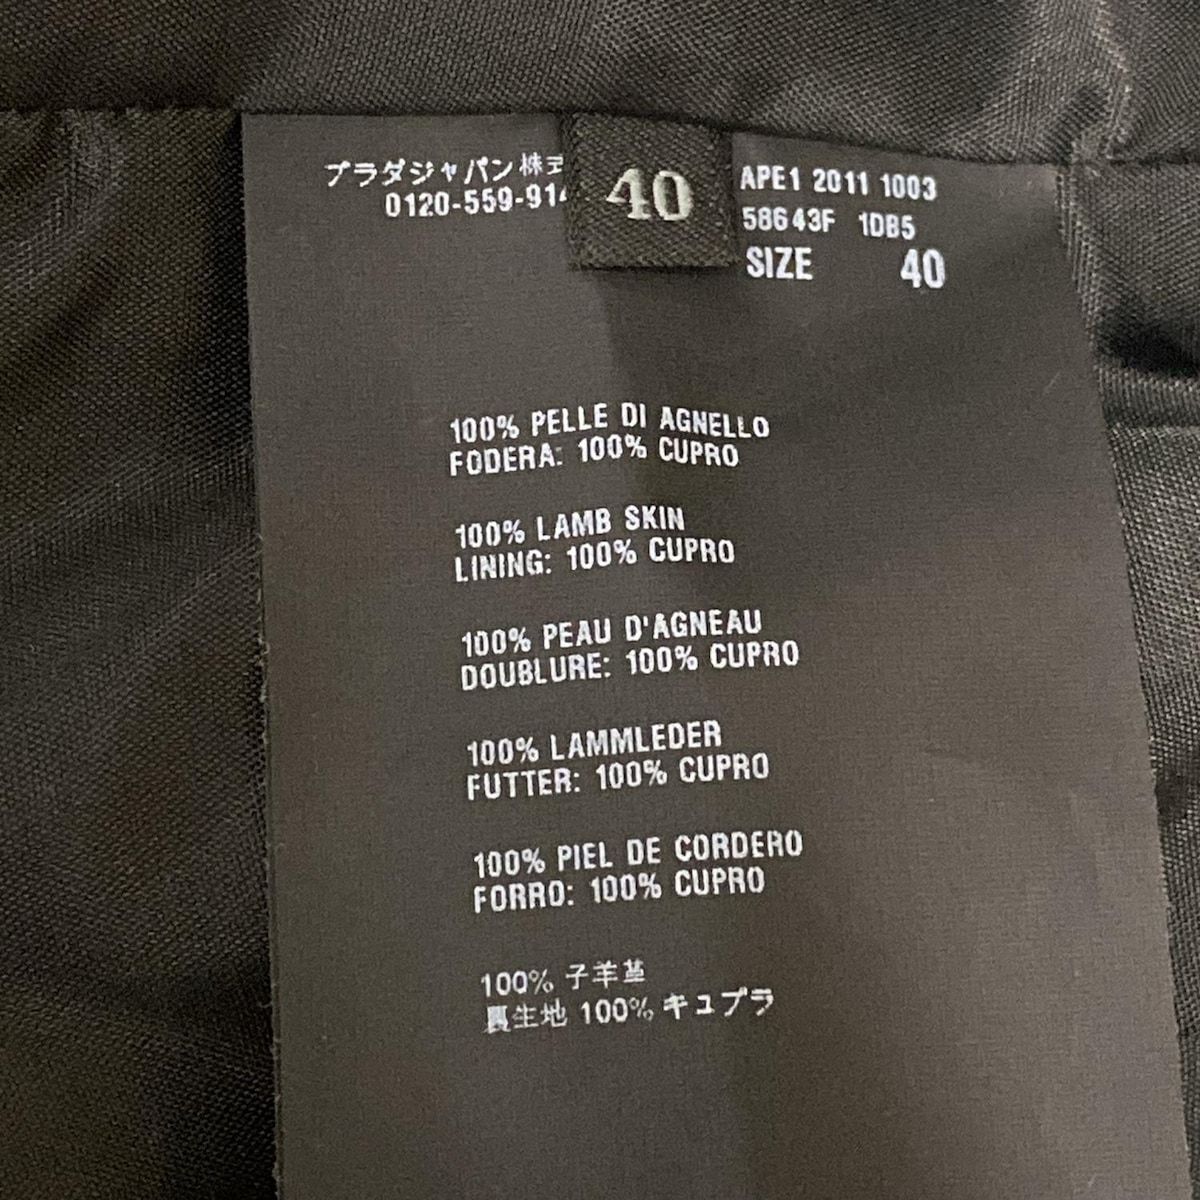 プラダジャパン株式
0120-559-914
40
APE1 2011 1003
58643F 1DB5
SIZE 40
100% PELLE DI AGNELLO
FODERA: 100% CUPRO
100% LAMB SKIN
LINING: 100% CUPRO
100% PEAU D'AGNEAU
DOUBLURE: 100% CUPRO
100% LAMMLEDER
FUTTER: 100% CUPRO
100% PIEL DE CORDERO
FORRO: 100% CUPRO
100% 子羊革
裏生地 100% キュプラ